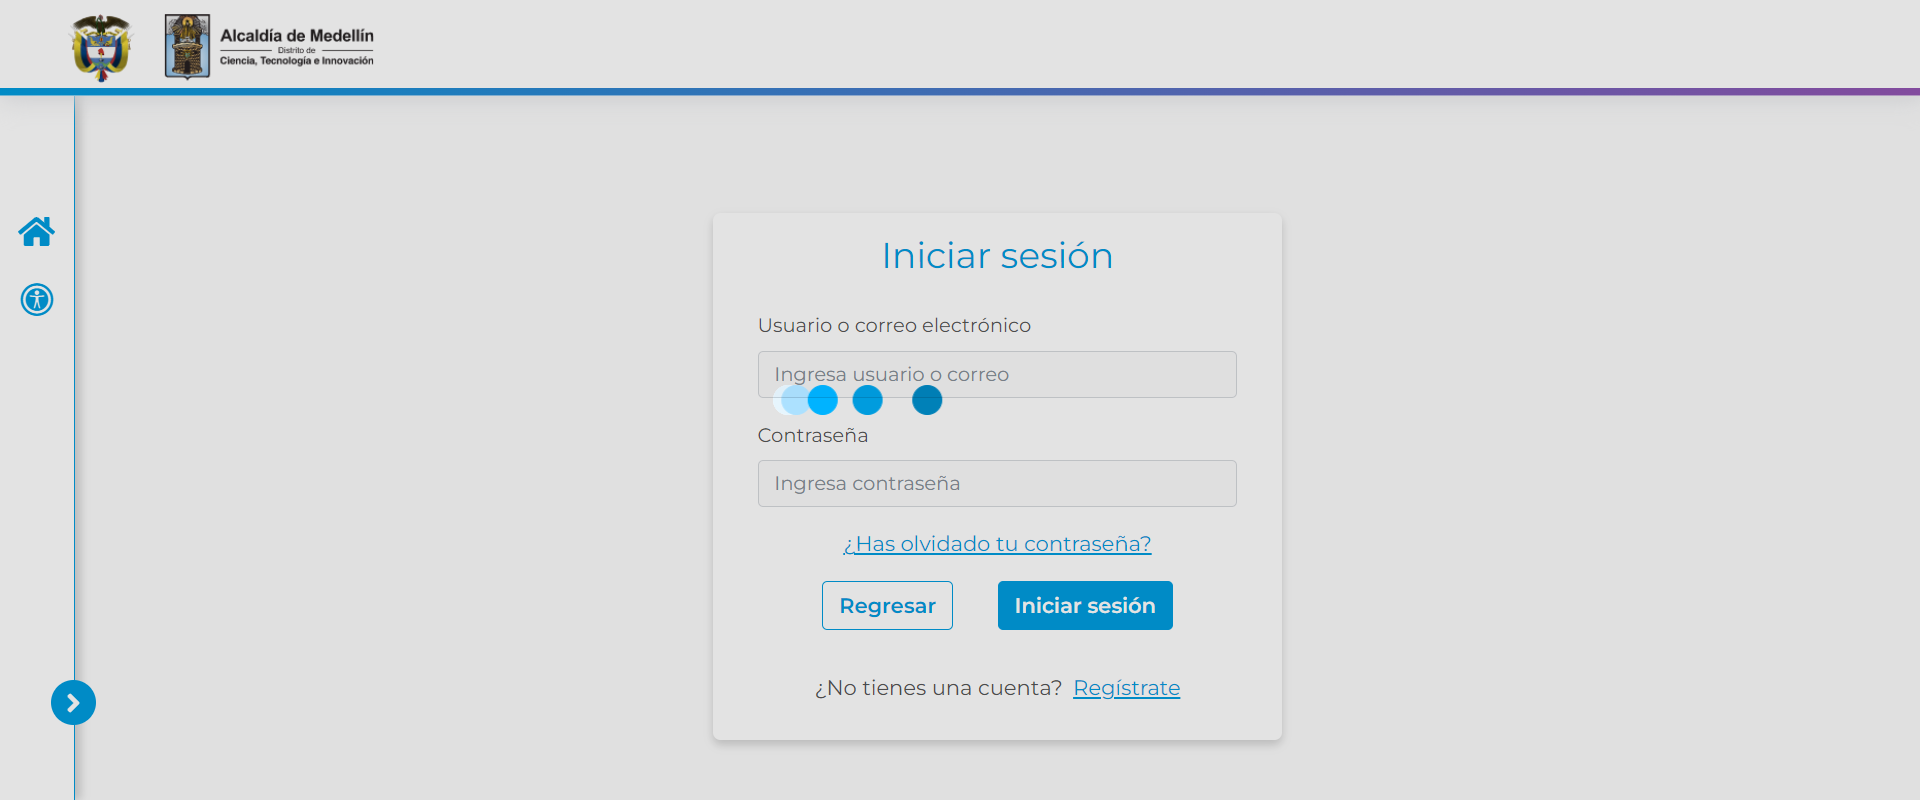 Alcaldía de Medellín
Distrito de
Ciencia, Tecnología e Innovación
Iniciar sesión
Usuario o correo electrónico
Ingresa usuario o correo
Contraseña
Ingresa contraseña
¿Has olvidado tu contraseña?
Regresar Iniciar sesión
¿No tienes una cuenta? Regístrate